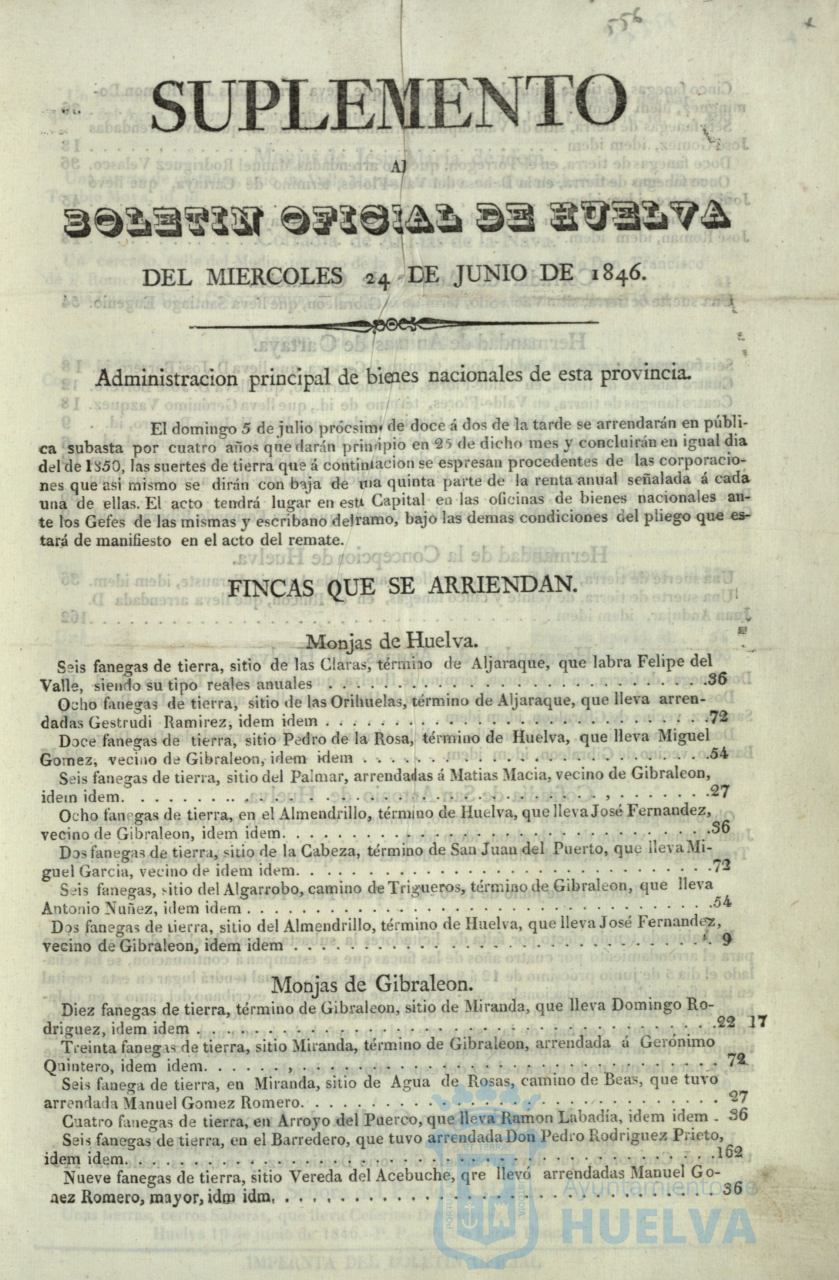 556
SUPLEMENTO
AL
BOLETIN OFICIAL DE HUELVA
DEL MIERCOLES 24 DE JUNIO DE 1846.
Administracion principal de bienes nacionales de esta provincia.
El domingo 5 de julio prócsimo de doce á dos de la tarde se arrendarán en públi-
ca subasta por cuatro años que darán principio en 25 de dicho mes y concluirán en igual dia
del de 1850, las suertes de tierra que á continuacion se espresan procedentes de las corporacio-
nes que asi mismo se dirán con baja de una quinta parte de la renta anual señalada á cada
una de ellas. El acto tendrá lugar en esta Capital en las oficinas de bienes nacionales an-
te los Gefes de las mismas y escribano del ramo, bajo las demas condiciones del pliego que es-
tará de manifiesto en el acto del remate.
FINCAS QUE SE ARRIENDAN.
Monjas de Huelva.
Seis fanegas de tierra, sitio de las Claras, término de Aljaraque, que labra Felipe del
Valle, siendo su tipo reales anuales . . . . . . . . . . . . . . . . . . . . 36
Ocho fanegas de tierra, sitio de las Orihuelas, término de Aljaraque, que lleva arren-
dadas Gestrudi Ramirez, idem idem . . . . . . . . . . . . . . . . . . . . 72
Doce fanegas de tierra, sitio Pedro de la Rosa, término de Huelva, que lleva Miguel
Gomez, vecino de Gibraleon, idem idem . . . . . . . . . . . . . . . . . . . . 54
Seis fanegas de tierra, sitio del Palmar, arrendadas á Matias Macia, vecino de Gibraleon,
idem idem. . . . . . . . . . . . . . . . . . . . . 27
Ocho fanegas de tierra, en el Almendrillo, término de Huelva, que lleva José Fernandez,
vecino de Gibraleon, idem idem. . . . . . . . . . . . . . . . . . . . . 36
Dos fanegas de tierra, sitio de la Cabeza, término de San Juan del Puerto, que lleva Mi-
guel Garcia, vecino de idem idem. . . . . . . . . . . . . . . . . . . . . 72
Seis fanegas, sitio del Algarrobo, camino de Trigueros, término de Gibraleon, que lleva
Antonio Nuñez, idem idem . . . . . . . . . . . . . . . . . . . . 54
Dos fanegas de tierra, sitio del Almendrillo, término de Huelva, que lleva José Fernandez,
vecino de Gibraleon, idem idem . . . . . . . . . . . . . . . . . . . . 9
Monjas de Gibraleon.
Diez fanegas de tierra, término de Gibraleon, sitio de Miranda, que lleva Domingo Ro-
driguez, idem idem . . . . . . . . . . . . . . . . . . . . 22 17
Treinta fanegas de tierra, sitio Miranda, término de Gibraleon, arrendada á Gerónimo
Quintero, idem idem. . . . . . . . . . . . . . . . . . . . . 72
Seis fanega de tierra, en Miranda, sitio de Agua de Rosas, camino de Beas, que tuvo
arrendada Manuel Gomez Romero. . . . . . . . . . . . . . . . . . . . . 27
Cuatro fanegas de tierra, en Arroyo del Puerco, que lleva Ramon Labadía, idem idem . 36
Seis fanegas de tierra, en el Barredero, que tuvo arrendada Don Pedro Rodriguez Prieto,
idem idem. . . . . . . . . . . . . . . . . . . . . 162
Nueve fanegas de tierra, sitio Vereda del Acebuche, qre llevó arrendadas Manuel Go-
nez Romero, mayor, idm idm, . . . . . . . . . . . . . . . . . . . . 36
Ayuntamiento de
HUELVA